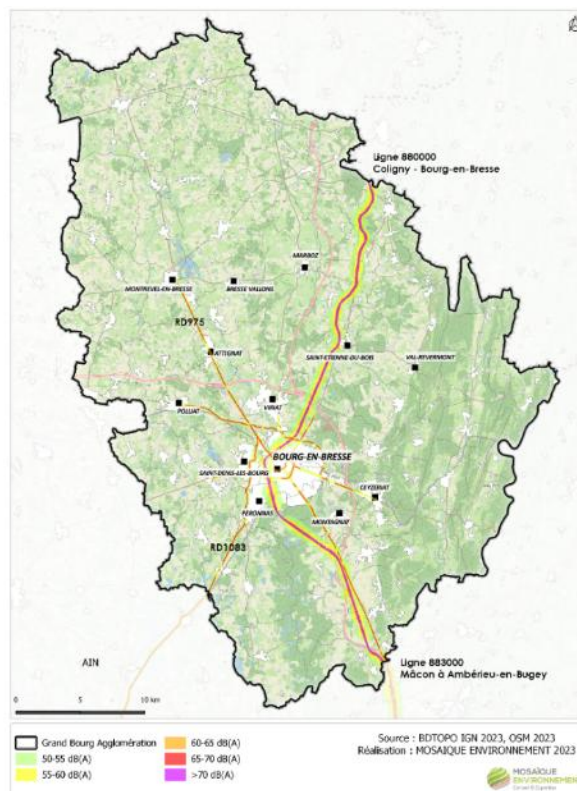 Ligne 880000
Coligny - Bourg-en-Bresse
MARBOZ
MONTREVEL-EN-BRESSE
BRESSE VALLONS
RD975
ATTIGNAT
SAINT-ETIENNE-DU-BOIS
VAL-REVERMONT
POLLIAT
VIRIAT
BOURG-EN-BRESSE
SAINT-DENIS-LES-BOURG
CEYZERIAT
PERONNAS
MONTAGNAT
RD1083
AIN
Ligne 883000
Mâcon à Ambérieu-en-Bugey
0 5 10 km
Grand Bourg Agglomération
50-55 dB(A)
55-60 dB(A)
60-65 dB(A)
65-70 dB(A)
>70 dB(A)
Source : BDTOPO IGN 2023, OSM 2023
Réalisation : MOSAIQUE ENVIRONNEMENT 2023
MOSAÏQUE
ENVIRONNEMENT
Conseil & Expertise